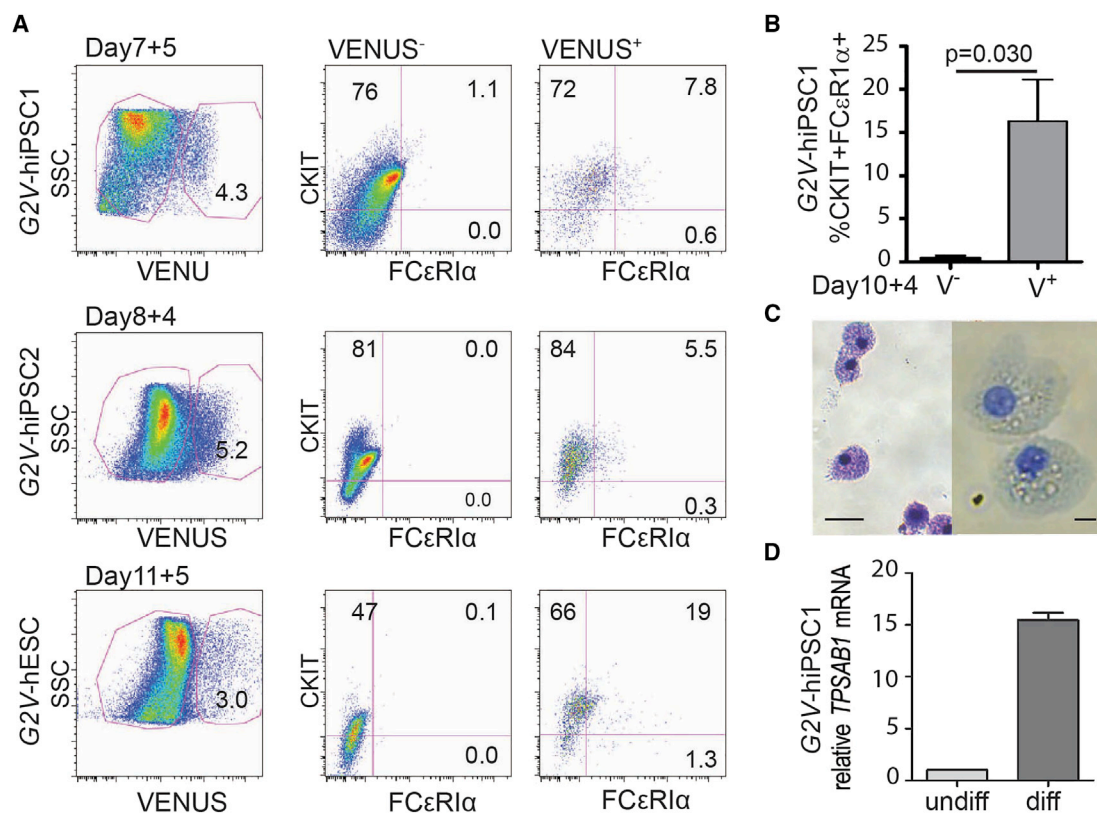 A
Day7+5
VENUS-
VENUS+
G2V-hiPSC1
SSC
4.3
VENU
CKIT
76
1.1
0.0
FCεRIα
72
7.8
0.6
FCεRIα
Day8+4
G2V-hiPSC2
SSC
5.2
VENUS
CKIT
81
0.0
0.0
FCεRIα
84
5.5
0.3
FCεRIα
Day11+5
G2V-hESC
SSC
3.0
VENUS
CKIT
47
0.1
0.0
FCεRIα
66
19
1.3
FCεRIα
B
G2V-hiPSC1
%CKIT+FCεR1α+
25
20
15
10
5
0
p=0.030
Day10+4 V- V+
C
D
G2V-hiPSC1
relative TPSAB1 mRNA
20
15
10
5
0
undiff diff